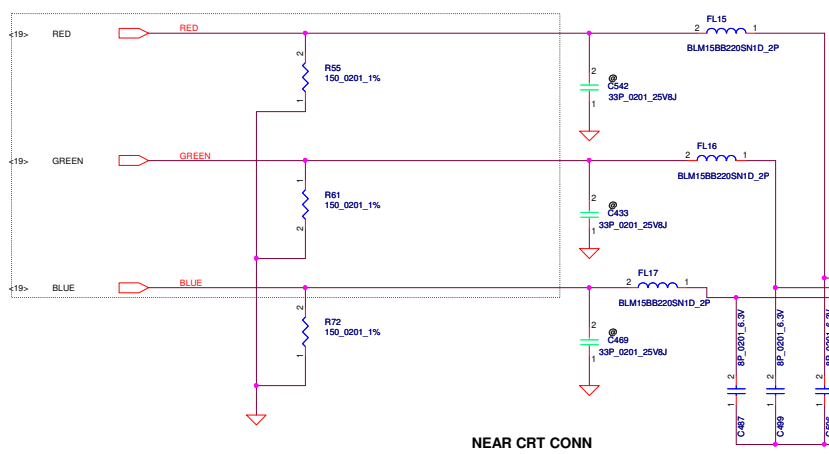 FL15
<19> RED RED 2 1
BLM15BB220SN1D_2P
2 R55
150_0201_1%
1
2 @
C542
33P_0201_25V8J
1
FL16
<19> GREEN GREEN 2 1
BLM15BB220SN1D_2P
1 R61
150_0201_1%
2
2 @
C433
33P_0201_25V8J
1
FL17
<19> BLUE BLUE 2 1
BLM15BB220SN1D_2P
2 R72
150_0201_1%
1
2 @
C469
33P_0201_25V8J
1
8P_0201_6.3V
2
1
C487
8P_0201_6.3V
2
1
C499
2
1
NEAR CRT CONN